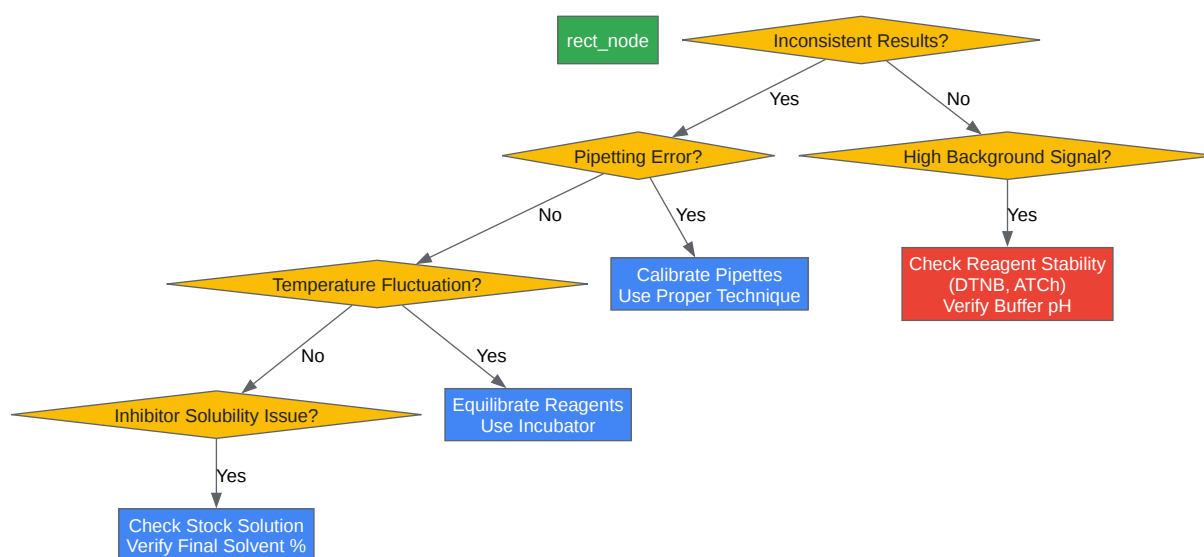 rect_node
Inconsistent Results?
Yes
No
Pipetting Error?
High Background Signal?
No
Yes
Yes
Temperature Fluctuation?
Calibrate Pipettes
Use Proper Technique
Check Reagent Stability
(DTNB, ATCh)
Verify Buffer pH
No
Yes
Inhibitor Solubility Issue?
Equilibrate Reagents
Use Incubator
Yes
Check Stock Solution
Verify Final Solvent %